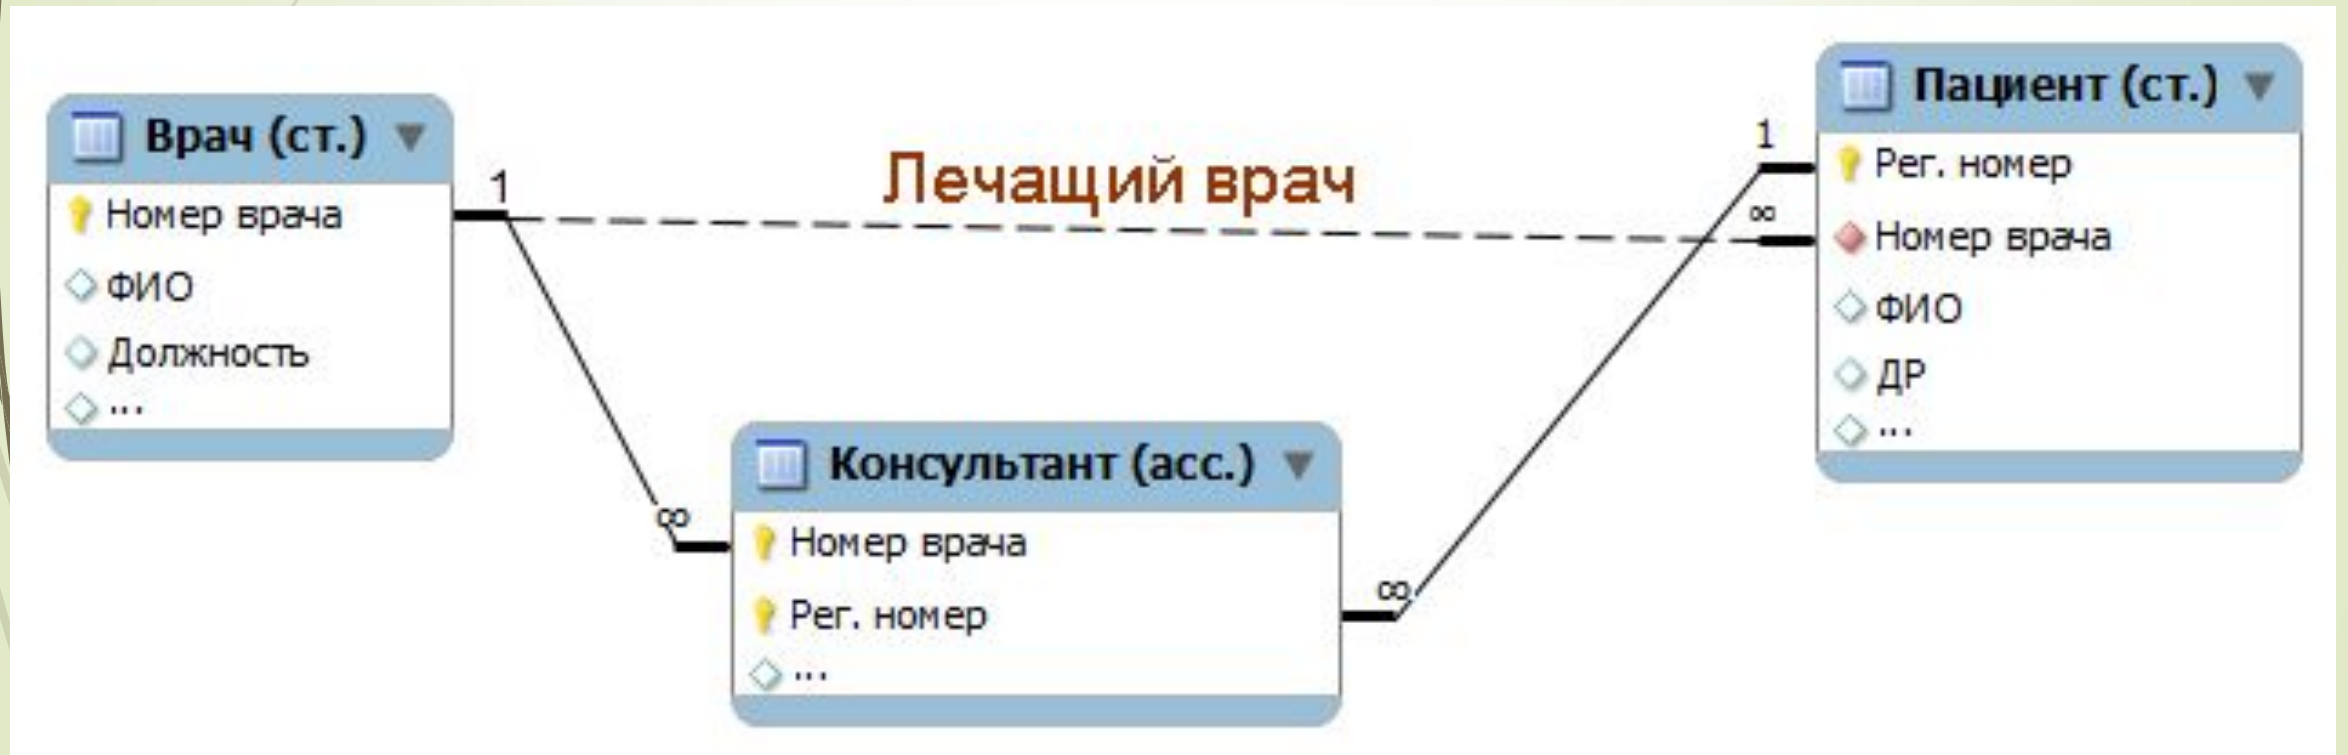 Врач (ст.)
Номер врача
ФИО
Должность
...
1
Лечащий врач
1
∞
Пациент (ст.)
Рег. номер
Номер врача
ФИО
ДР
...
∞
Консультант (асс.)
Номер врача
Рег. номер
...
∞